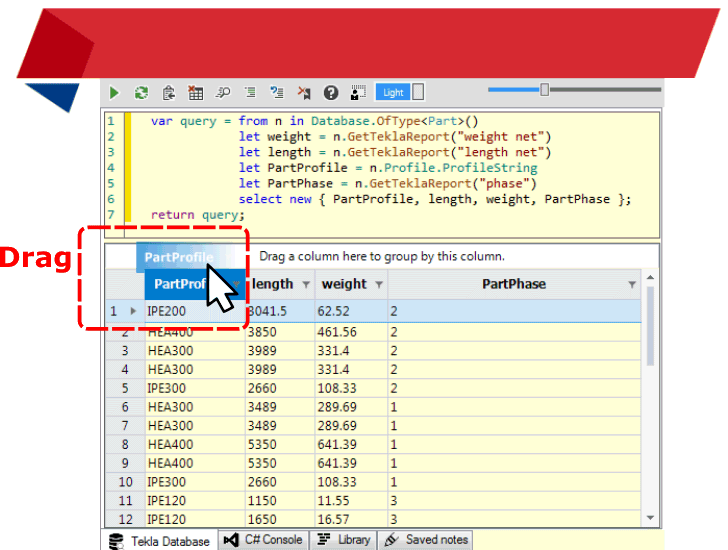 Light
1 var query = from n in Database.OfType<Part>()
2 let weight = n.GetTeklaReport("weight net")
3 let length = n.GetTeklaReport("length net")
4 let PartProfile = n.Profile.ProfileString
5 let PartPhase = n.GetTeklaReport("phase")
6 select new { PartProfile, length, weight, PartPhase };
7 return query;
Drag
PartProfile Drag a column here to group by this column.
PartProf length weight PartPhase
1 IPE200 3041.5 62.52 2
2 HEA400 3850 461.56 2
3 HEA300 3989 331.4 2
4 HEA300 3989 331.4 2
5 IPE300 2660 108.33 2
6 HEA300 3489 289.69 1
7 HEA300 3489 289.69 1
8 HEA400 5350 641.39 1
9 HEA400 5350 641.39 1
10 IPE300 2660 108.33 1
11 IPE120 1150 11.55 3
12 IPE120 1650 16.57 3
Tekla Database C# Console Library Saved notes